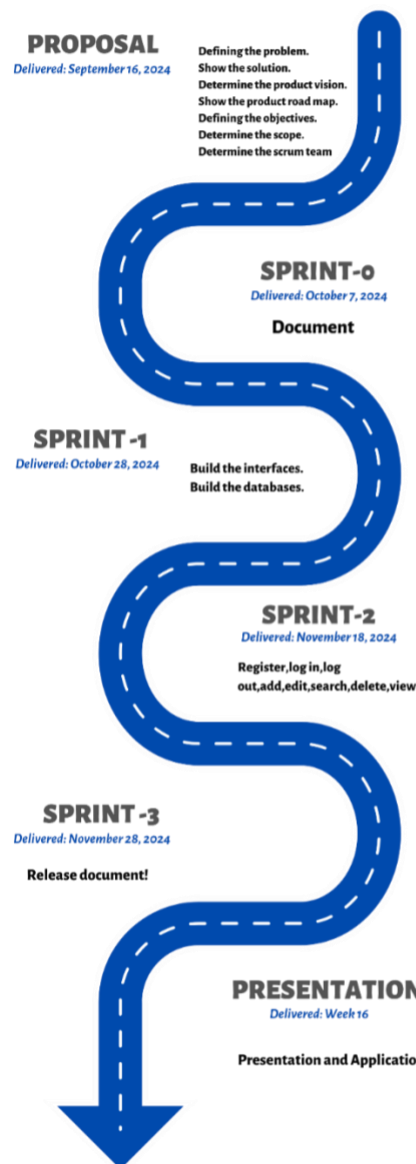 PROPOSAL
Delivered: September 16, 2024
Defining the problem.
Show the solution.
Determine the product vision.
Show the product road map.
Defining the objectives.
Determine the scope.
Determine the scrum team
SPRINT-0
Delivered: October 7, 2024
Document
SPRINT -1
Delivered: October 28, 2024
Build the interfaces.
Build the databases.
SPRINT-2
Delivered: November 18, 2024
Register,log in,log
out,add,edit,search,delete,view
SPRINT -3
Delivered: November 28, 2024
Release document!
PRESENTATION
Delivered: Week 16
Presentation and Applicatio